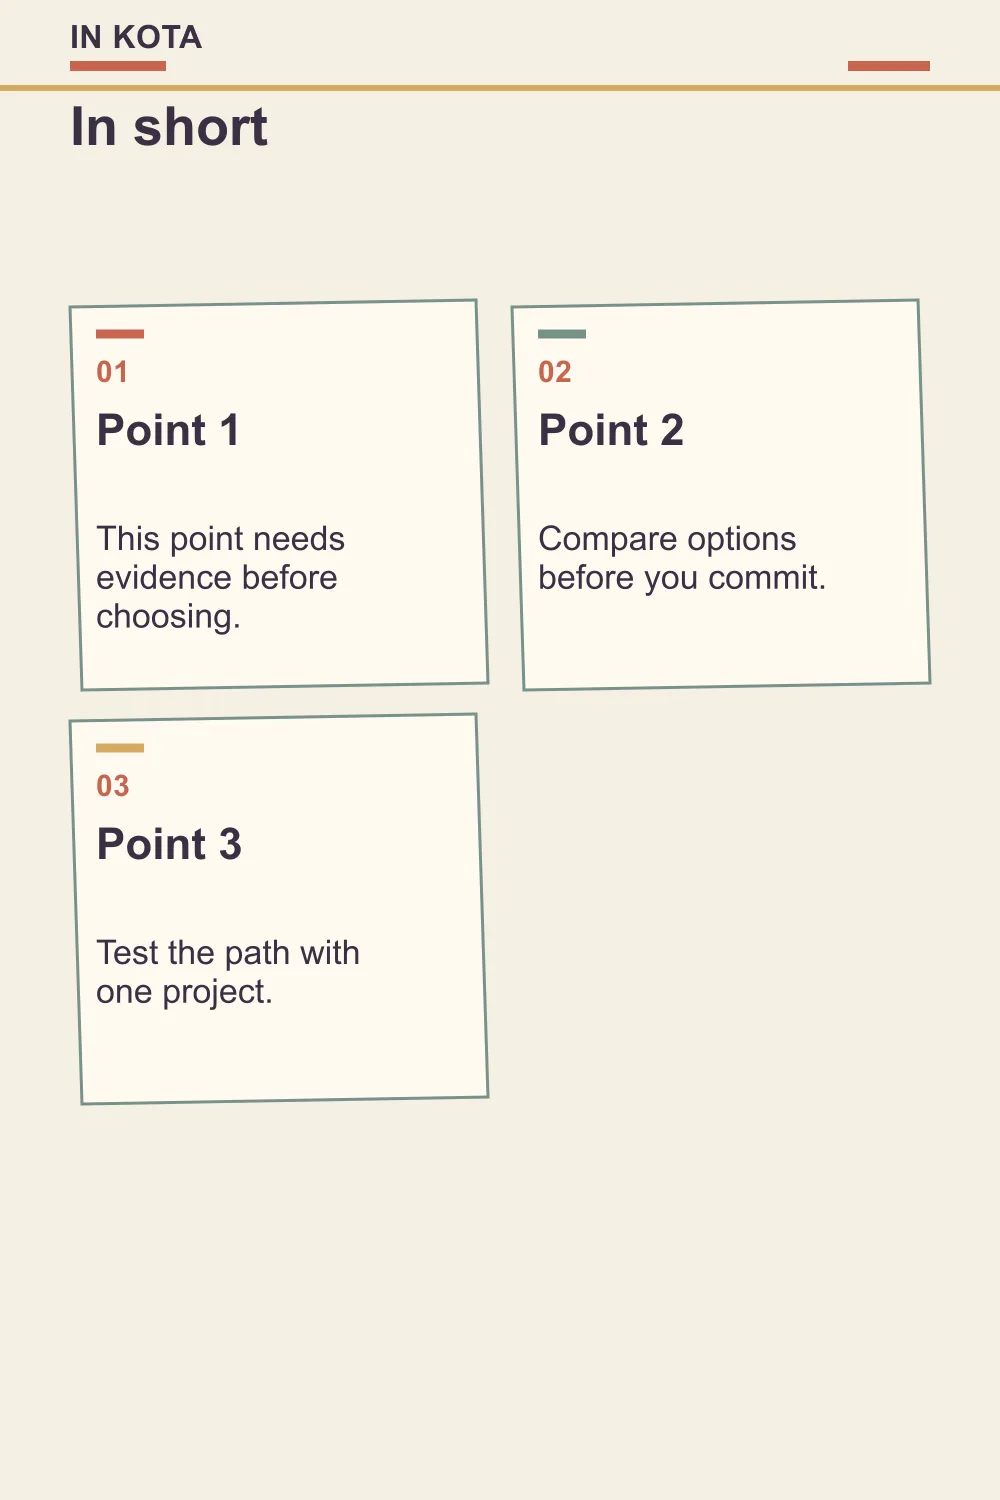 IN KOTA
In short
01
Point 1
This point needs
evidence before
choosing.
02
Point 2
Compare options
before you commit.
03
Point 3
Test the path with
one project.